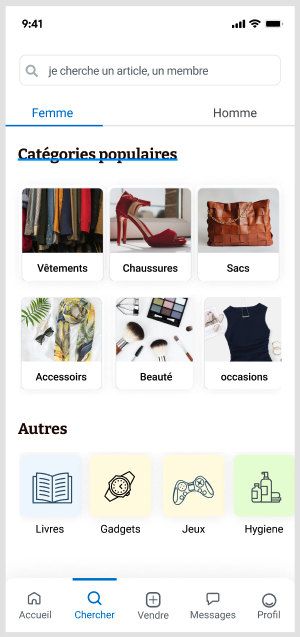 9:41
je cherche un article, un membre
Femme Homme
Catégories populaires
Vêtements Chaussures Sacs
Accessoirs Beauté occasions
Autres
Livres Gadgets Jeux Hygiene
Accueil Chercher Vendre Messages Profil